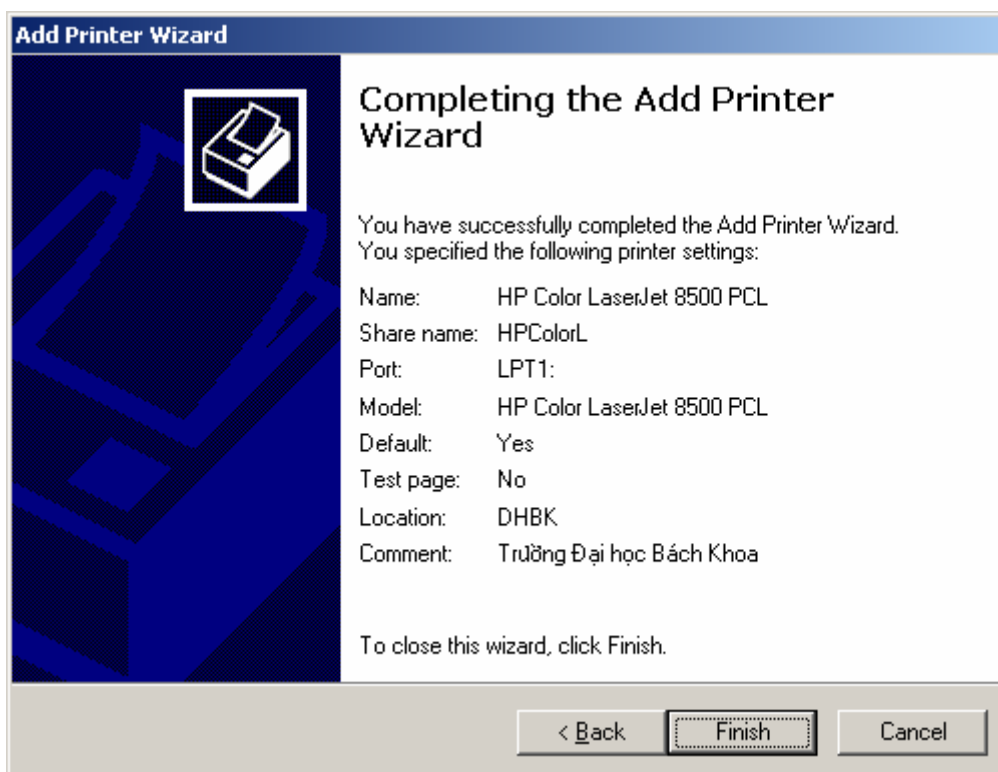 Add Printer Wizard
Completing the Add Printer
Wizard
You have successfully completed the Add Printer Wizard.
You specified the following printer settings:
Name: HP Color LaserJet 8500 PCL
Share name: HPColorL
Port: LPT1:
Model: HP Color LaserJet 8500 PCL
Default: Yes
Test page: No
Location: DHBK
Comment: Trường Đại học Bách Khoa
To close this wizard, click Finish.
< Back Finish Cancel